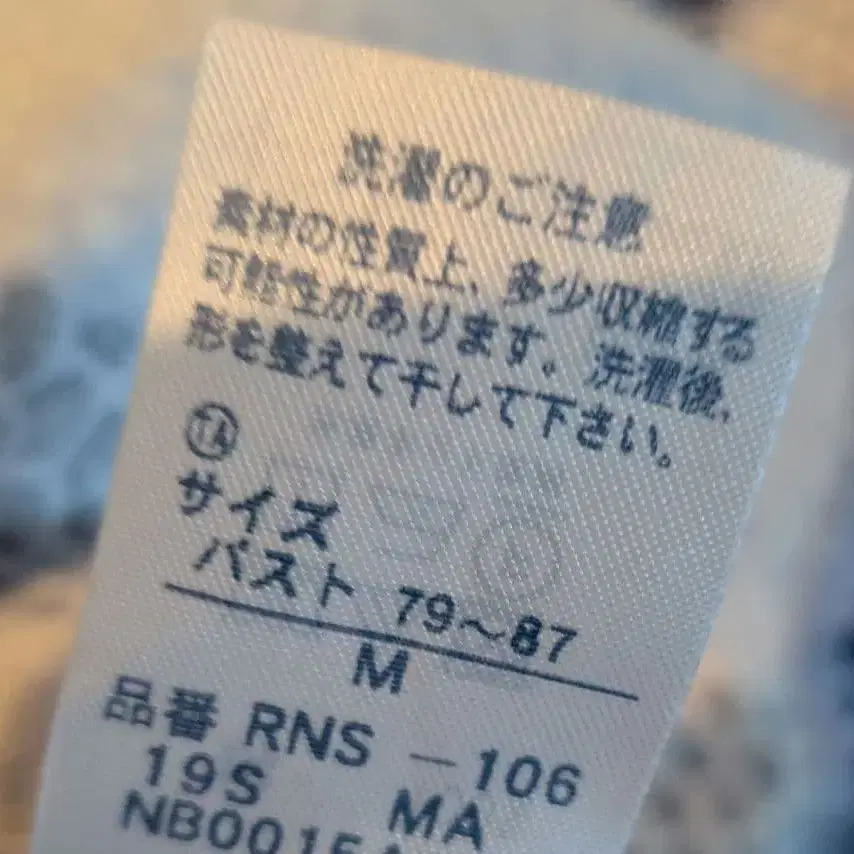 洗濯のご注意
素材の性質上、多少収縮する
可能性があります。洗濯後、
形を整えて干して下さい。
サイズ
バスト 79~87
M
品番 RNS -106
19S MA
NB0015